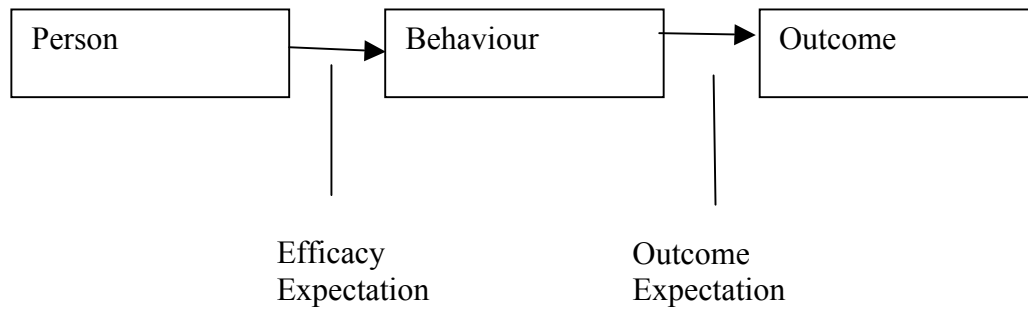 Person
Behaviour
Outcome
Efficacy
Expectation
Outcome
Expectation